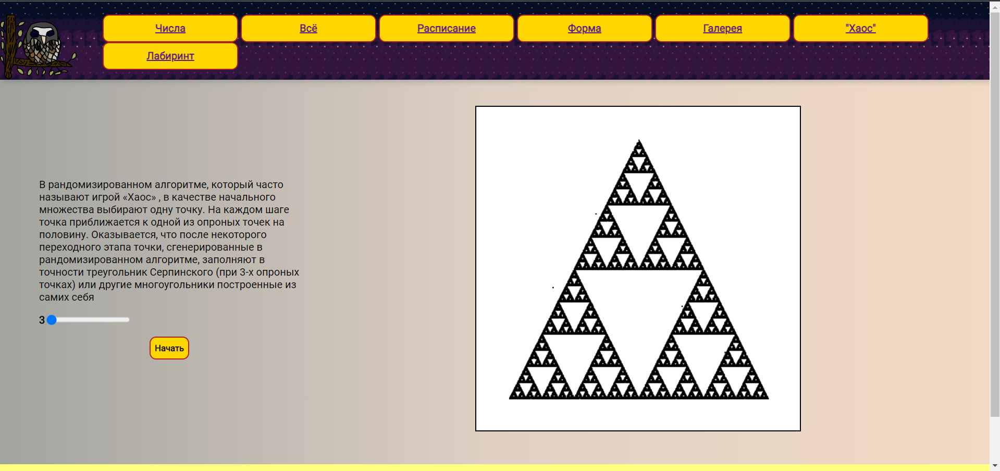 Числа
Всё
Расписание
Форма
Галерея
"Хаос"
Лабиринт
В рандомизированном алгоритме, который часто
называют игрой «Хаос» , в качестве начального
множества выбирают одну точку. На каждом шаге
точка приближается к одной из опроных точек на
половину. Оказывается, что после некоторого
переходного этапа точки, сгенерированные в
рандомизированном алгоритме, заполняют в
точности треугольник Серпинского (при 3-х опроных
точках) или другие многоугольники построенные из
самих себя
3
Начать